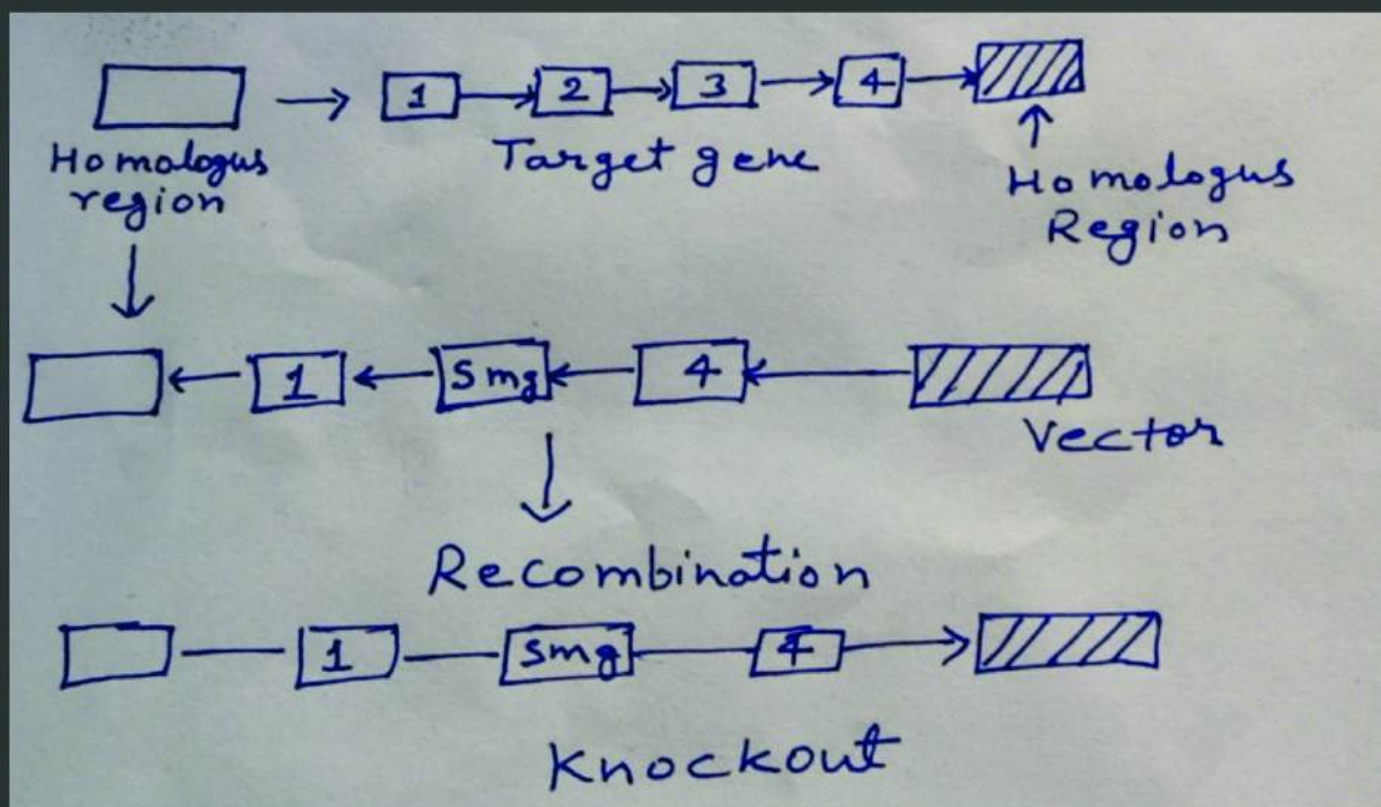 1 2 3 4
Homologus
region
Target gene
Homologus
Region
1 smg 4
Vector
Recombination
1 smg 4
Knockout